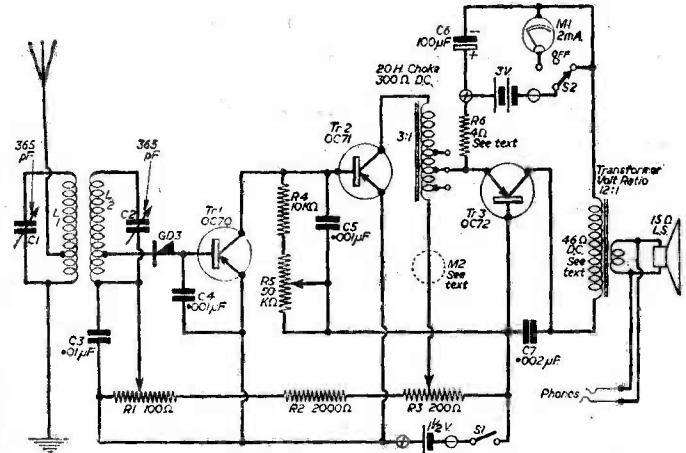 C6
100µF
-
+
M1
2mA
OFF
S2
3V
20 H. Choke
300 Ω D.C.
3:1
R6
4Ω
See text
365
pF
365
pF
L1
L2
C1
C2
GD3
Tr1
OC70
Tr2
OC71
Tr3
OC72
R4
10KΩ
C5
·001µF
R5
50
KΩ
C4
·001µF
C3
·01µF
M2
See
text
Transformer
Volt Ratio
12:1
46Ω
D.C.
See
text
15Ω
L.S.
C7
·002µF
Phones
R1 100Ω
R2 2000Ω
R3 200Ω
+
1½ V.
-
S1